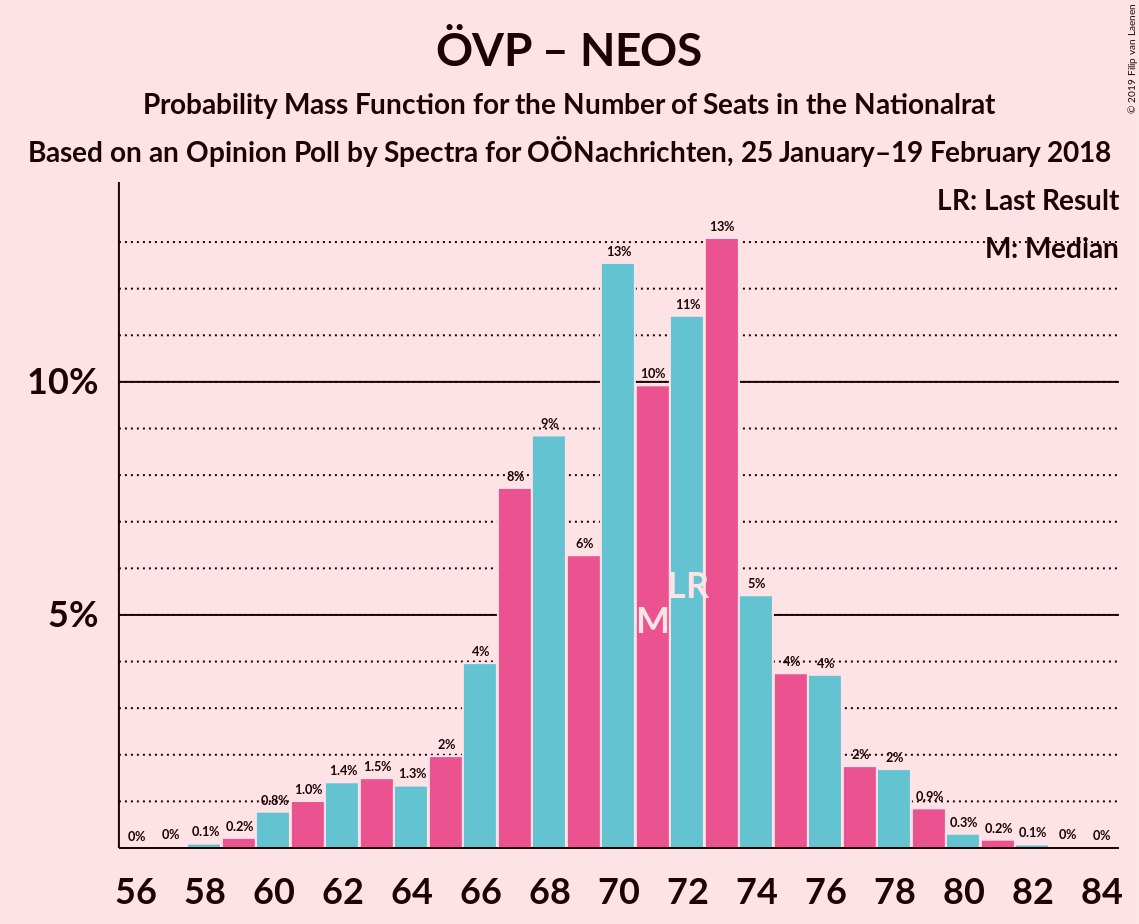 ÖVP – NEOS
Probability Mass Function for the Number of Seats in the Nationalrat
Based on an Opinion Poll by Spectra for OÖNachrichten, 25 January–19 February 2018
© 2019 Filip van Laenen
LR: Last Result
M: Median
10%
5%
0% 0% 0.1% 0.2% 0.8% 1.0% 1.4% 1.5% 1.3% 2% 4% 8% 9% 6% 13% 10% 11% 13% 5% 4% 4% 2% 2% 0.9% 0.3% 0.2% 0.1% 0% 0%
LR
M
56 58 60 62 64 66 68 70 72 74 76 78 80 82 84